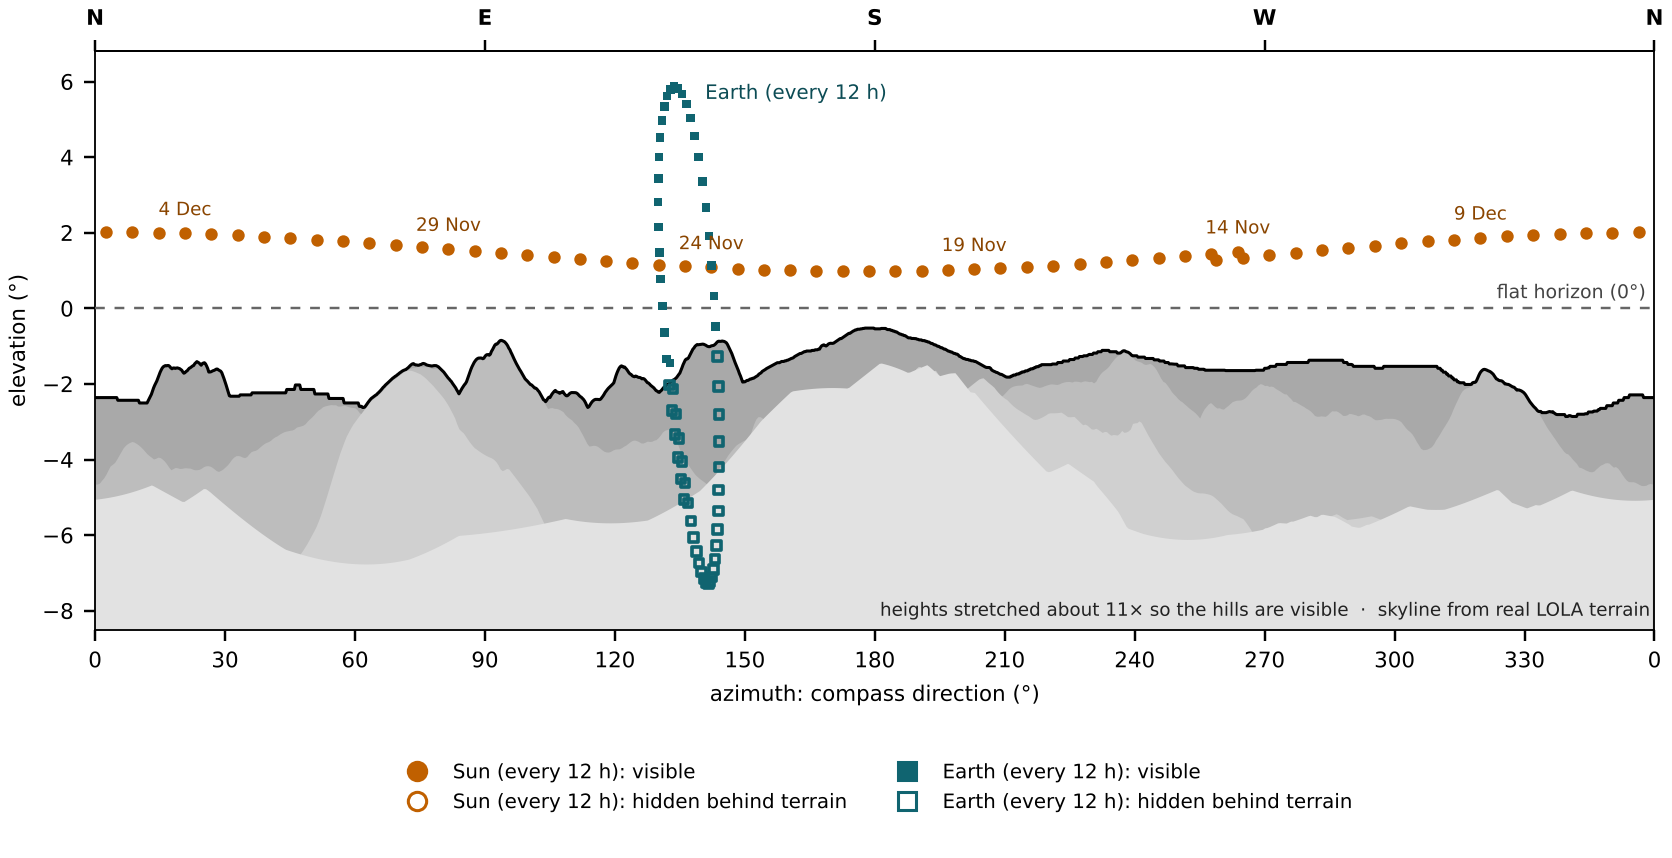 N E S W N
Earth (every 12 h)
4 Dec
29 Nov
24 Nov
19 Nov
14 Nov
9 Dec
flat horizon (0°)
6
4
2
0
−2
−4
−6
−8
elevation (°)
heights stretched about 11× so the hills are visible · skyline from real LOLA terrain
0 30 60 90 120 150 180 210 240 270 300 330 0
azimuth: compass direction (°)
Sun (every 12 h): visible
Sun (every 12 h): hidden behind terrain
Earth (every 12 h): visible
Earth (every 12 h): hidden behind terrain